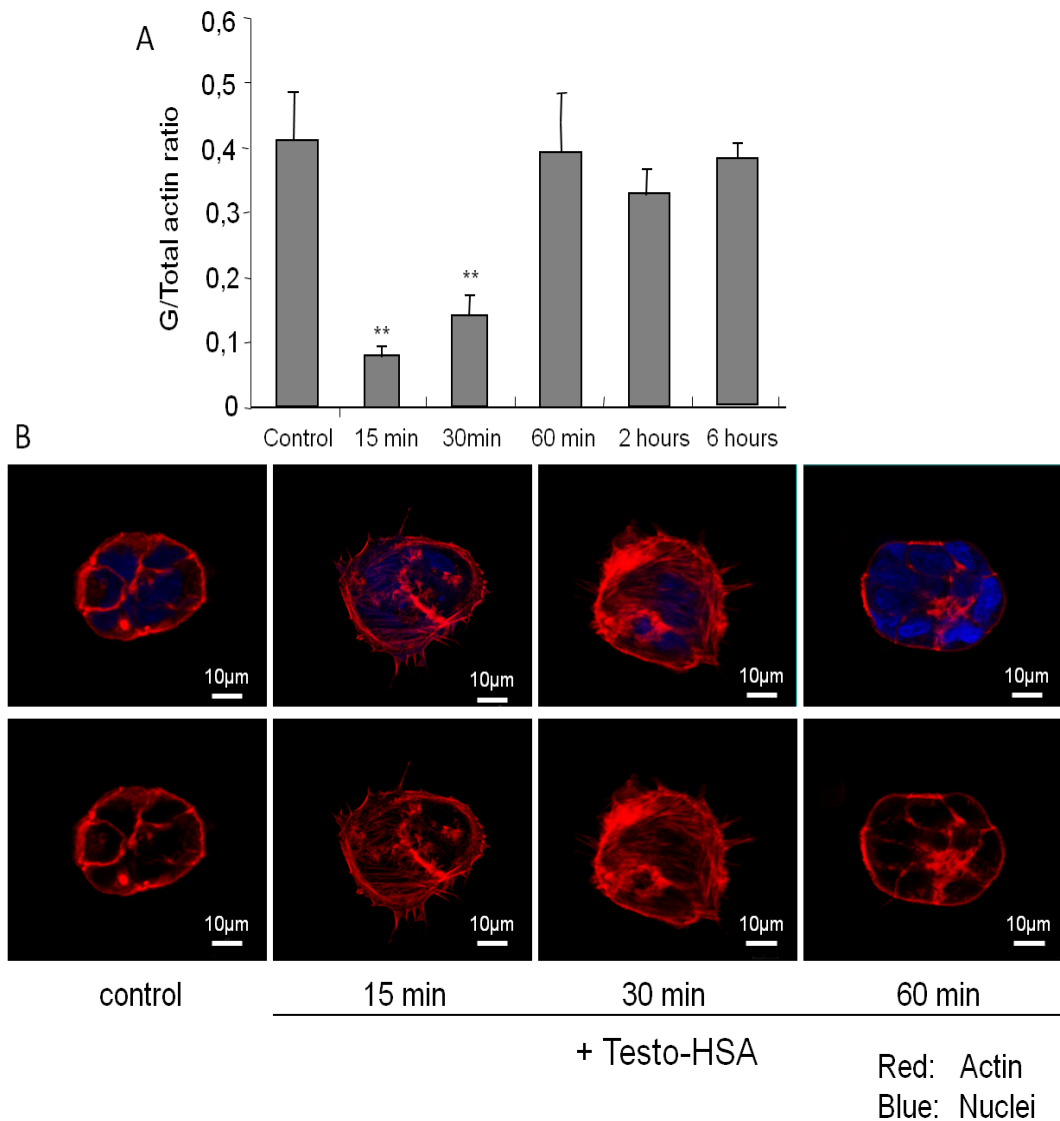 A
G/Total actin ratio
0,6
0,5
0,4
0,3
0,2
0,1
0
**
**
Control 15 min 30min 60 min 2 hours 6 hours
B
10µm 10µm 10µm 10µm
10µm 10µm 10µm 10µm
control 15 min 30 min 60 min
+ Testo-HSA
Red: Actin
Blue: Nuclei